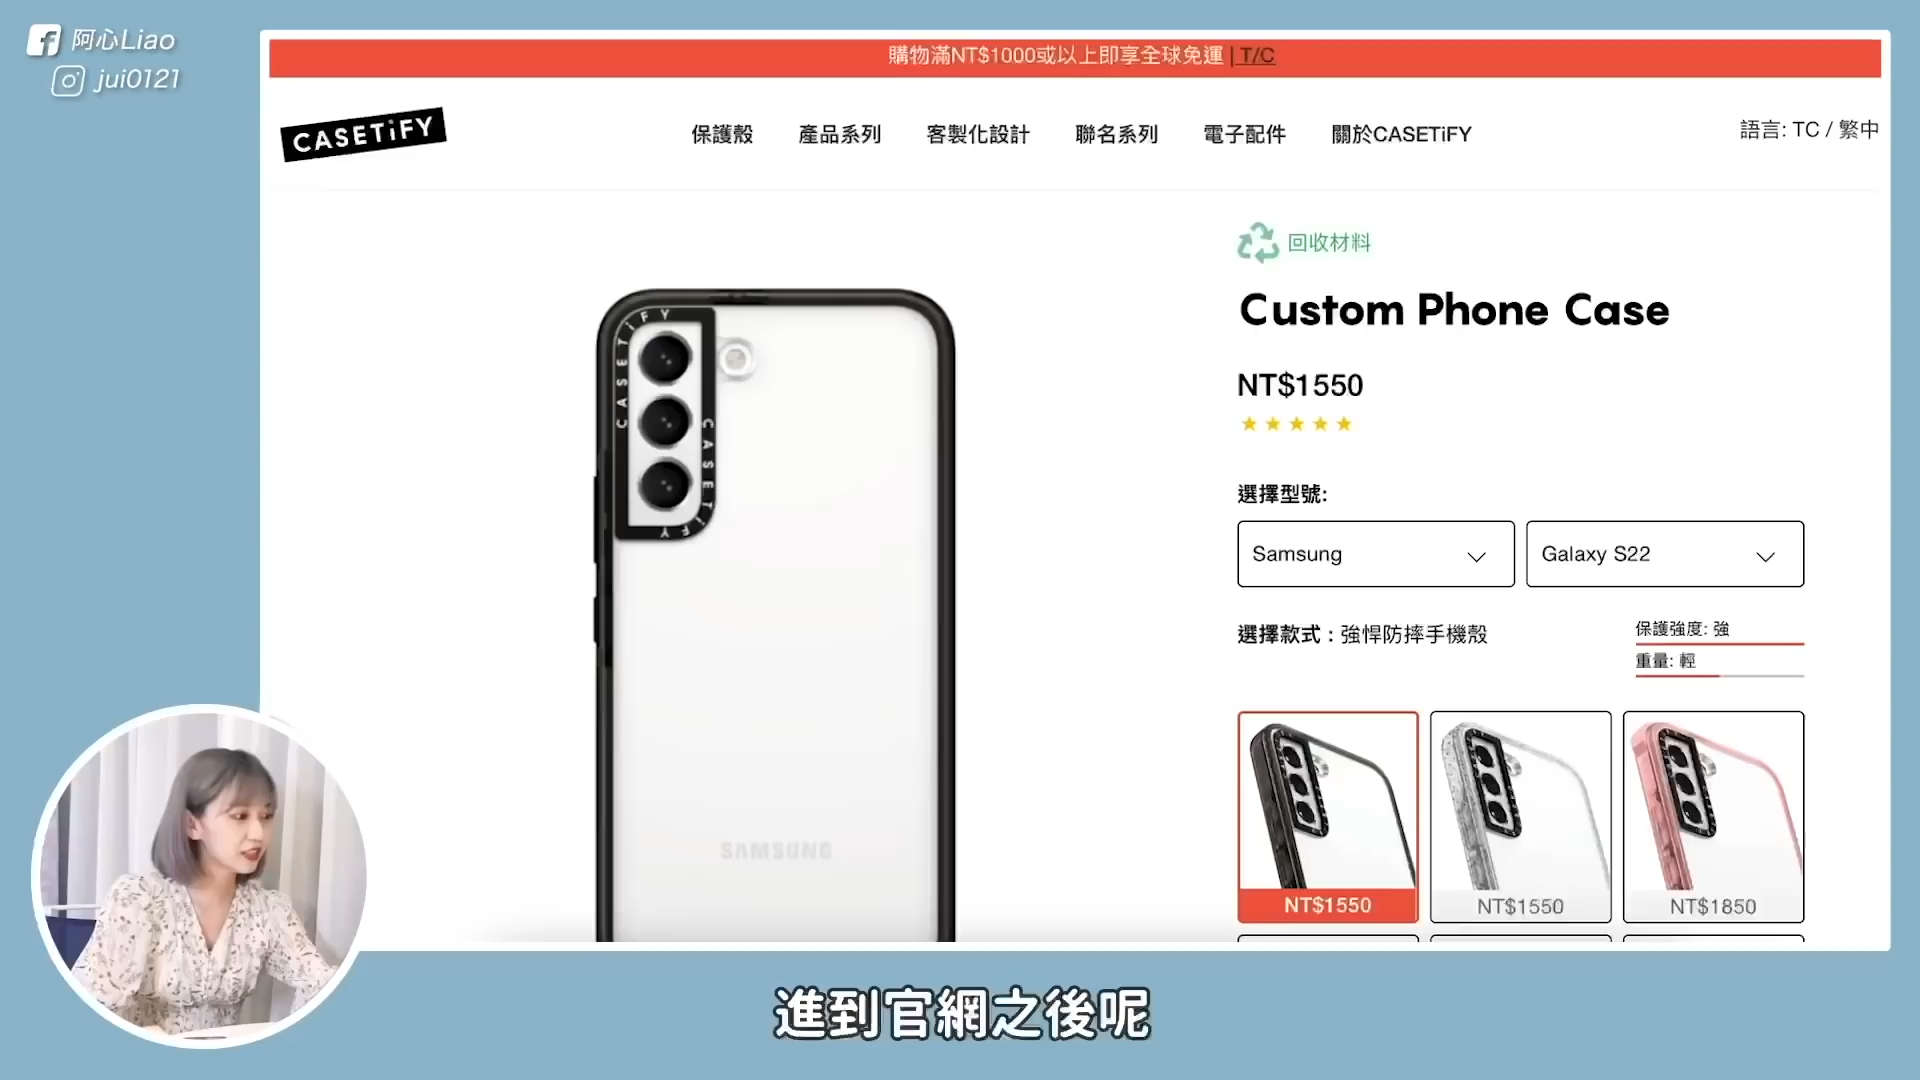 阿心Liao
jui0121
購物滿NT$1000或以上即享全球免運 | T/C
CASETiFY
保護殼 產品系列 客製化設計 聯名系列 電子配件 關於CASETiFY
語言: TC / 繁中
回收材料
Custom Phone Case
NT$1550
CASETiFY
CASETiFY
SAMSUNG
選擇型號:
Samsung
Galaxy S22
選擇款式 : 強悍防摔手機殼
保護強度: 強
重量: 輕
NT$1550
NT$1550
NT$1850
進到官網之後呢